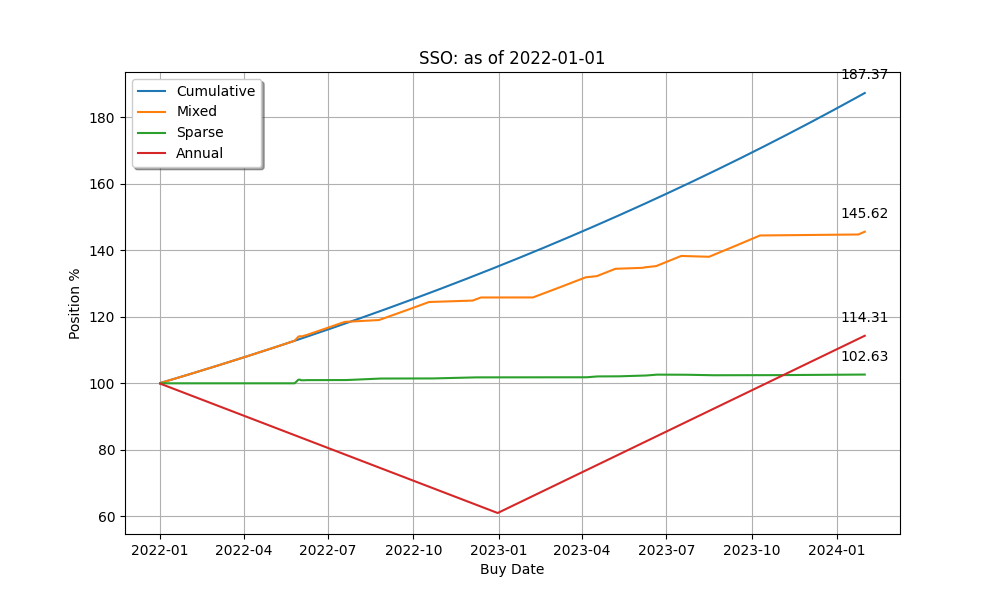 SSO: as of 2022-01-01
Cumulative
Mixed
Sparse
Annual
187.37
145.62
114.31
102.63
Position %
180
160
140
120
100
80
60
2022-01 2022-04 2022-07 2022-10 2023-01 2023-04 2023-07 2023-10 2024-01
Buy Date